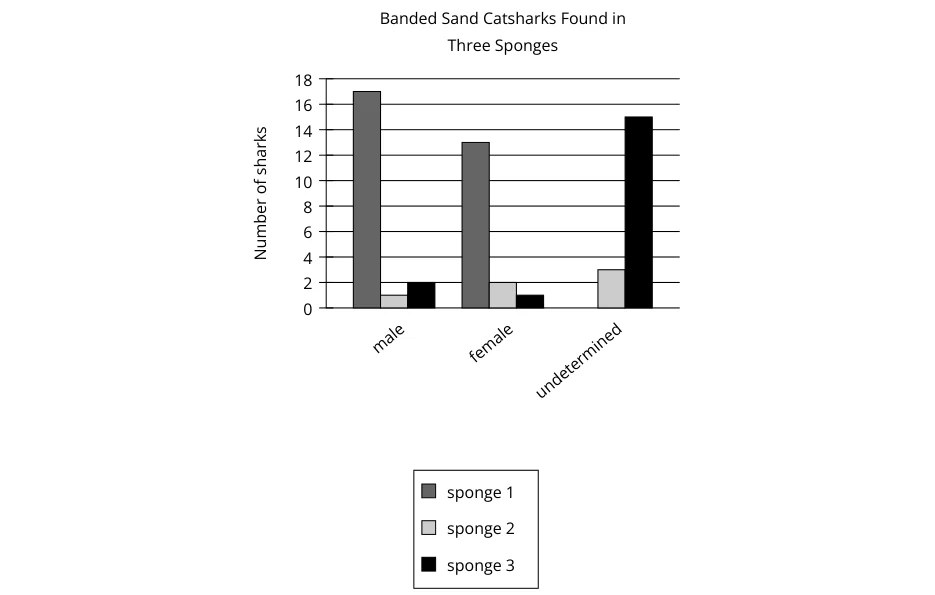 Banded Sand Catsharks Found in
Three Sponges
Number of sharks
18
16
14
12
10
8
6
4
2
0
male
female
undetermined
sponge 1
sponge 2
sponge 3